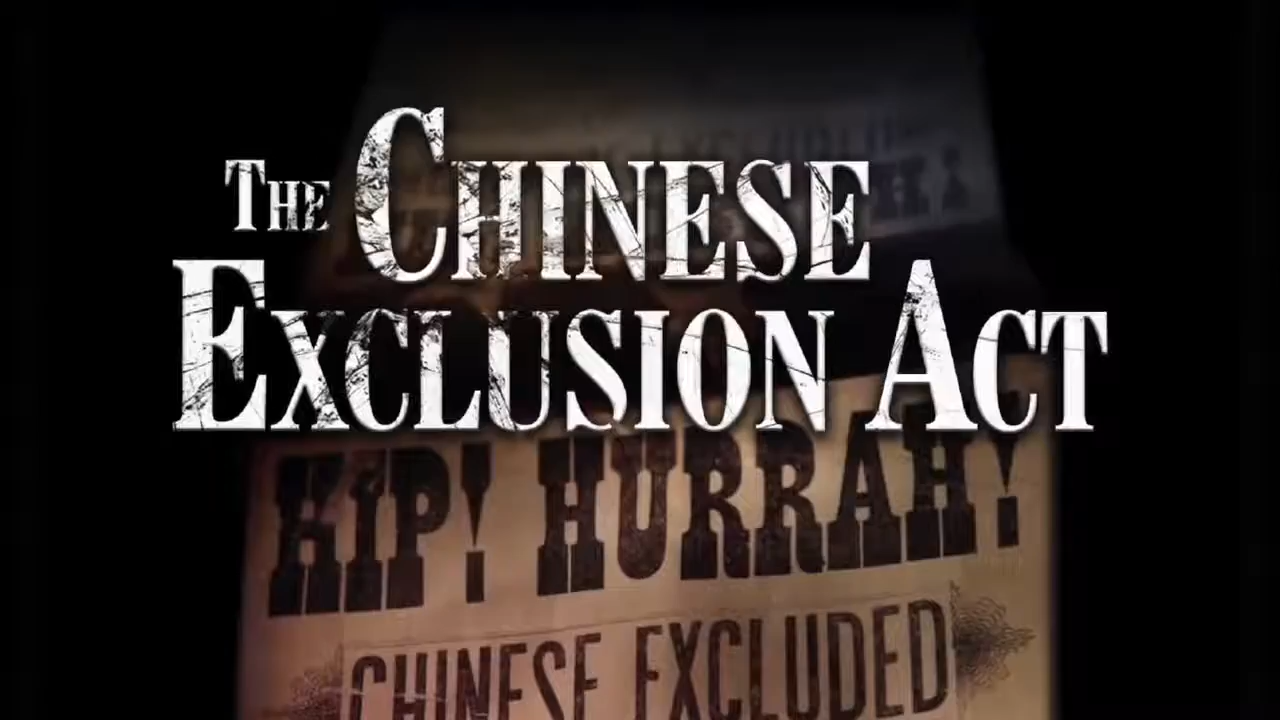 THE CHINESE
EXCLUSION ACT
HIP! HURRAH!
CHINESE EXCLUDED